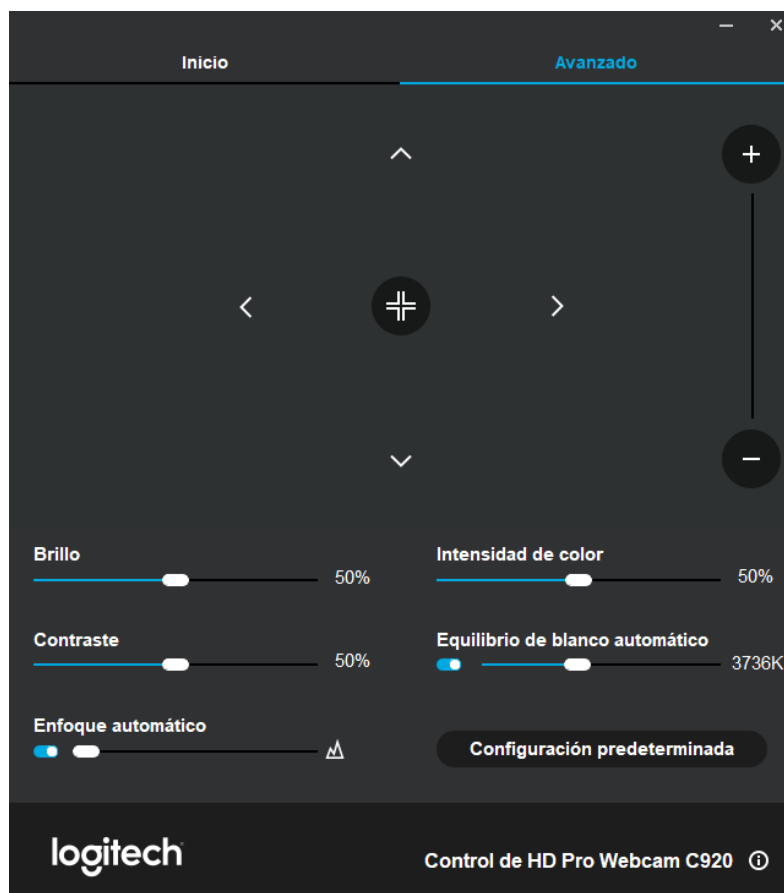 Inicio
Avanzado
Brillo
50%
Intensidad de color
50%
Contraste
50%
Equilibrio de blanco automático
3736K
Enfoque automático
Configuración predeterminada
logitech
Control de HD Pro Webcam C920